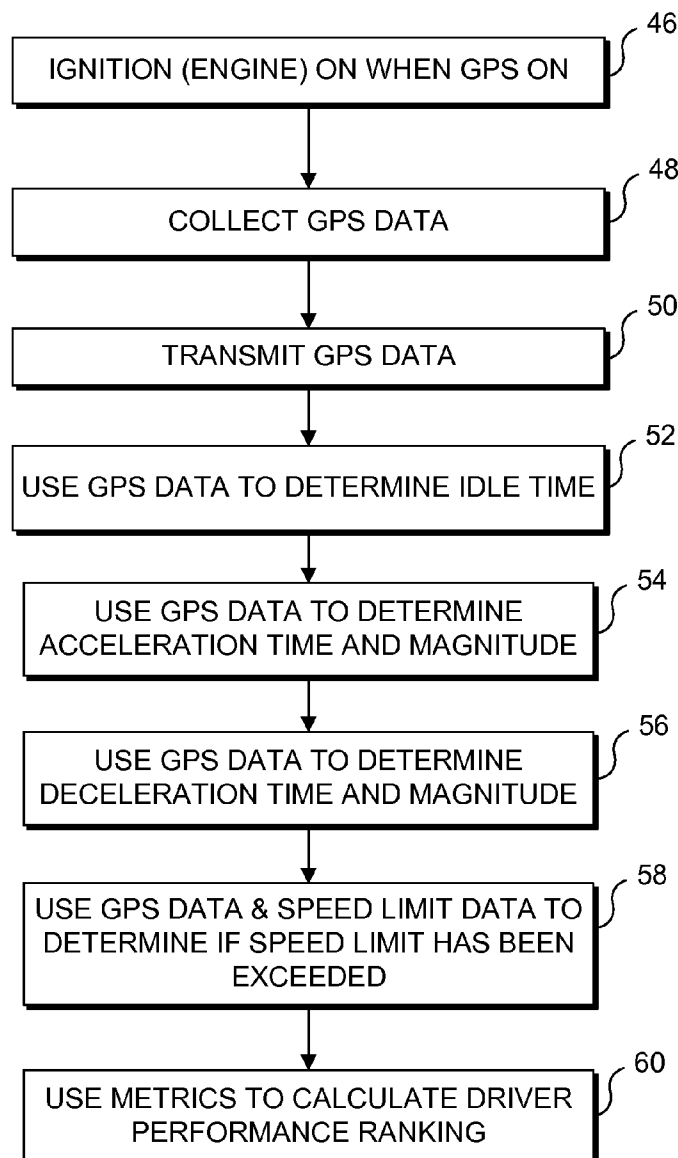 46
IGNITION (ENGINE) ON WHEN GPS ON
48
COLLECT GPS DATA
50
TRANSMIT GPS DATA
52
USE GPS DATA TO DETERMINE IDLE TIME
54
USE GPS DATA TO DETERMINE
ACCELERATION TIME AND MAGNITUDE
56
USE GPS DATA TO DETERMINE
DECELERATION TIME AND MAGNITUDE
58
USE GPS DATA & SPEED LIMIT DATA TO
DETERMINE IF SPEED LIMIT HAS BEEN
EXCEEDED
60
USE METRICS TO CALCULATE DRIVER
PERFORMANCE RANKING